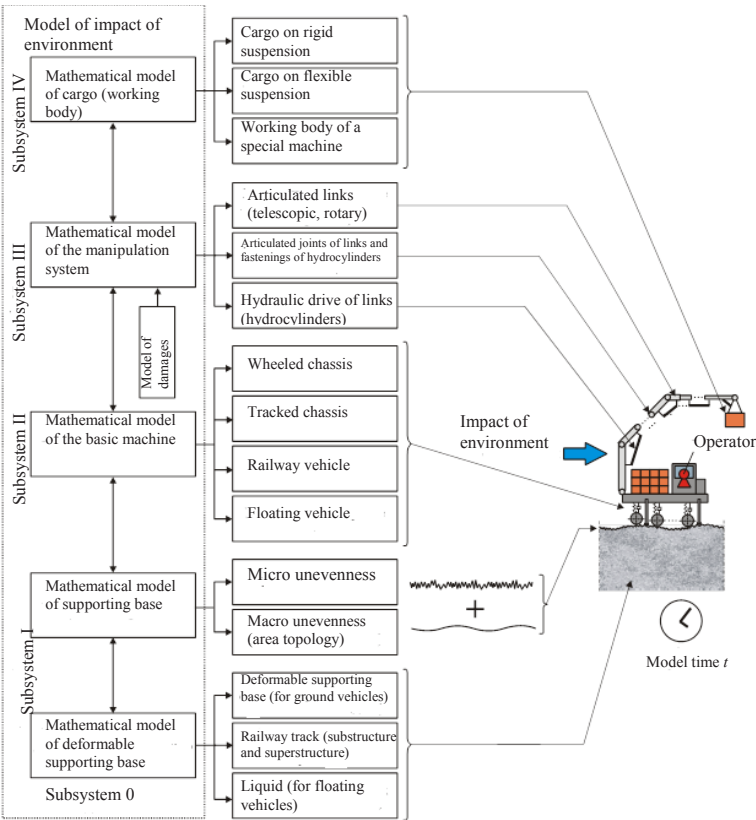 Model of impact of
environment
Subsystem IV
Mathematical model
of cargo (working
body)
Cargo on rigid
suspension
Cargo on flexible
suspension
Working body of a
special machine
Subsystem III
Mathematical model
of the manipulation
system
Articulated links
(telescopic, rotary)
Articulated joints of links and
fastenings of hydrocylinders
Hydraulic drive of links
(hydrocylinders)
Model of
damages
Subsystem II
Mathematical model
of the basic machine
Wheeled chassis
Tracked chassis
Railway vehicle
Floating vehicle
Impact of
environment
Operator
Subsystem I
Mathematical model
of supporting base
Micro unevenness
Macro unevenness
(area topology)
+
Model time t
Mathematical model
of deformable
supporting base
Deformable supporting
base (for ground vehicles)
Railway track (substructure
and superstructure)
Liquid (for floating
vehicles)
Subsystem 0